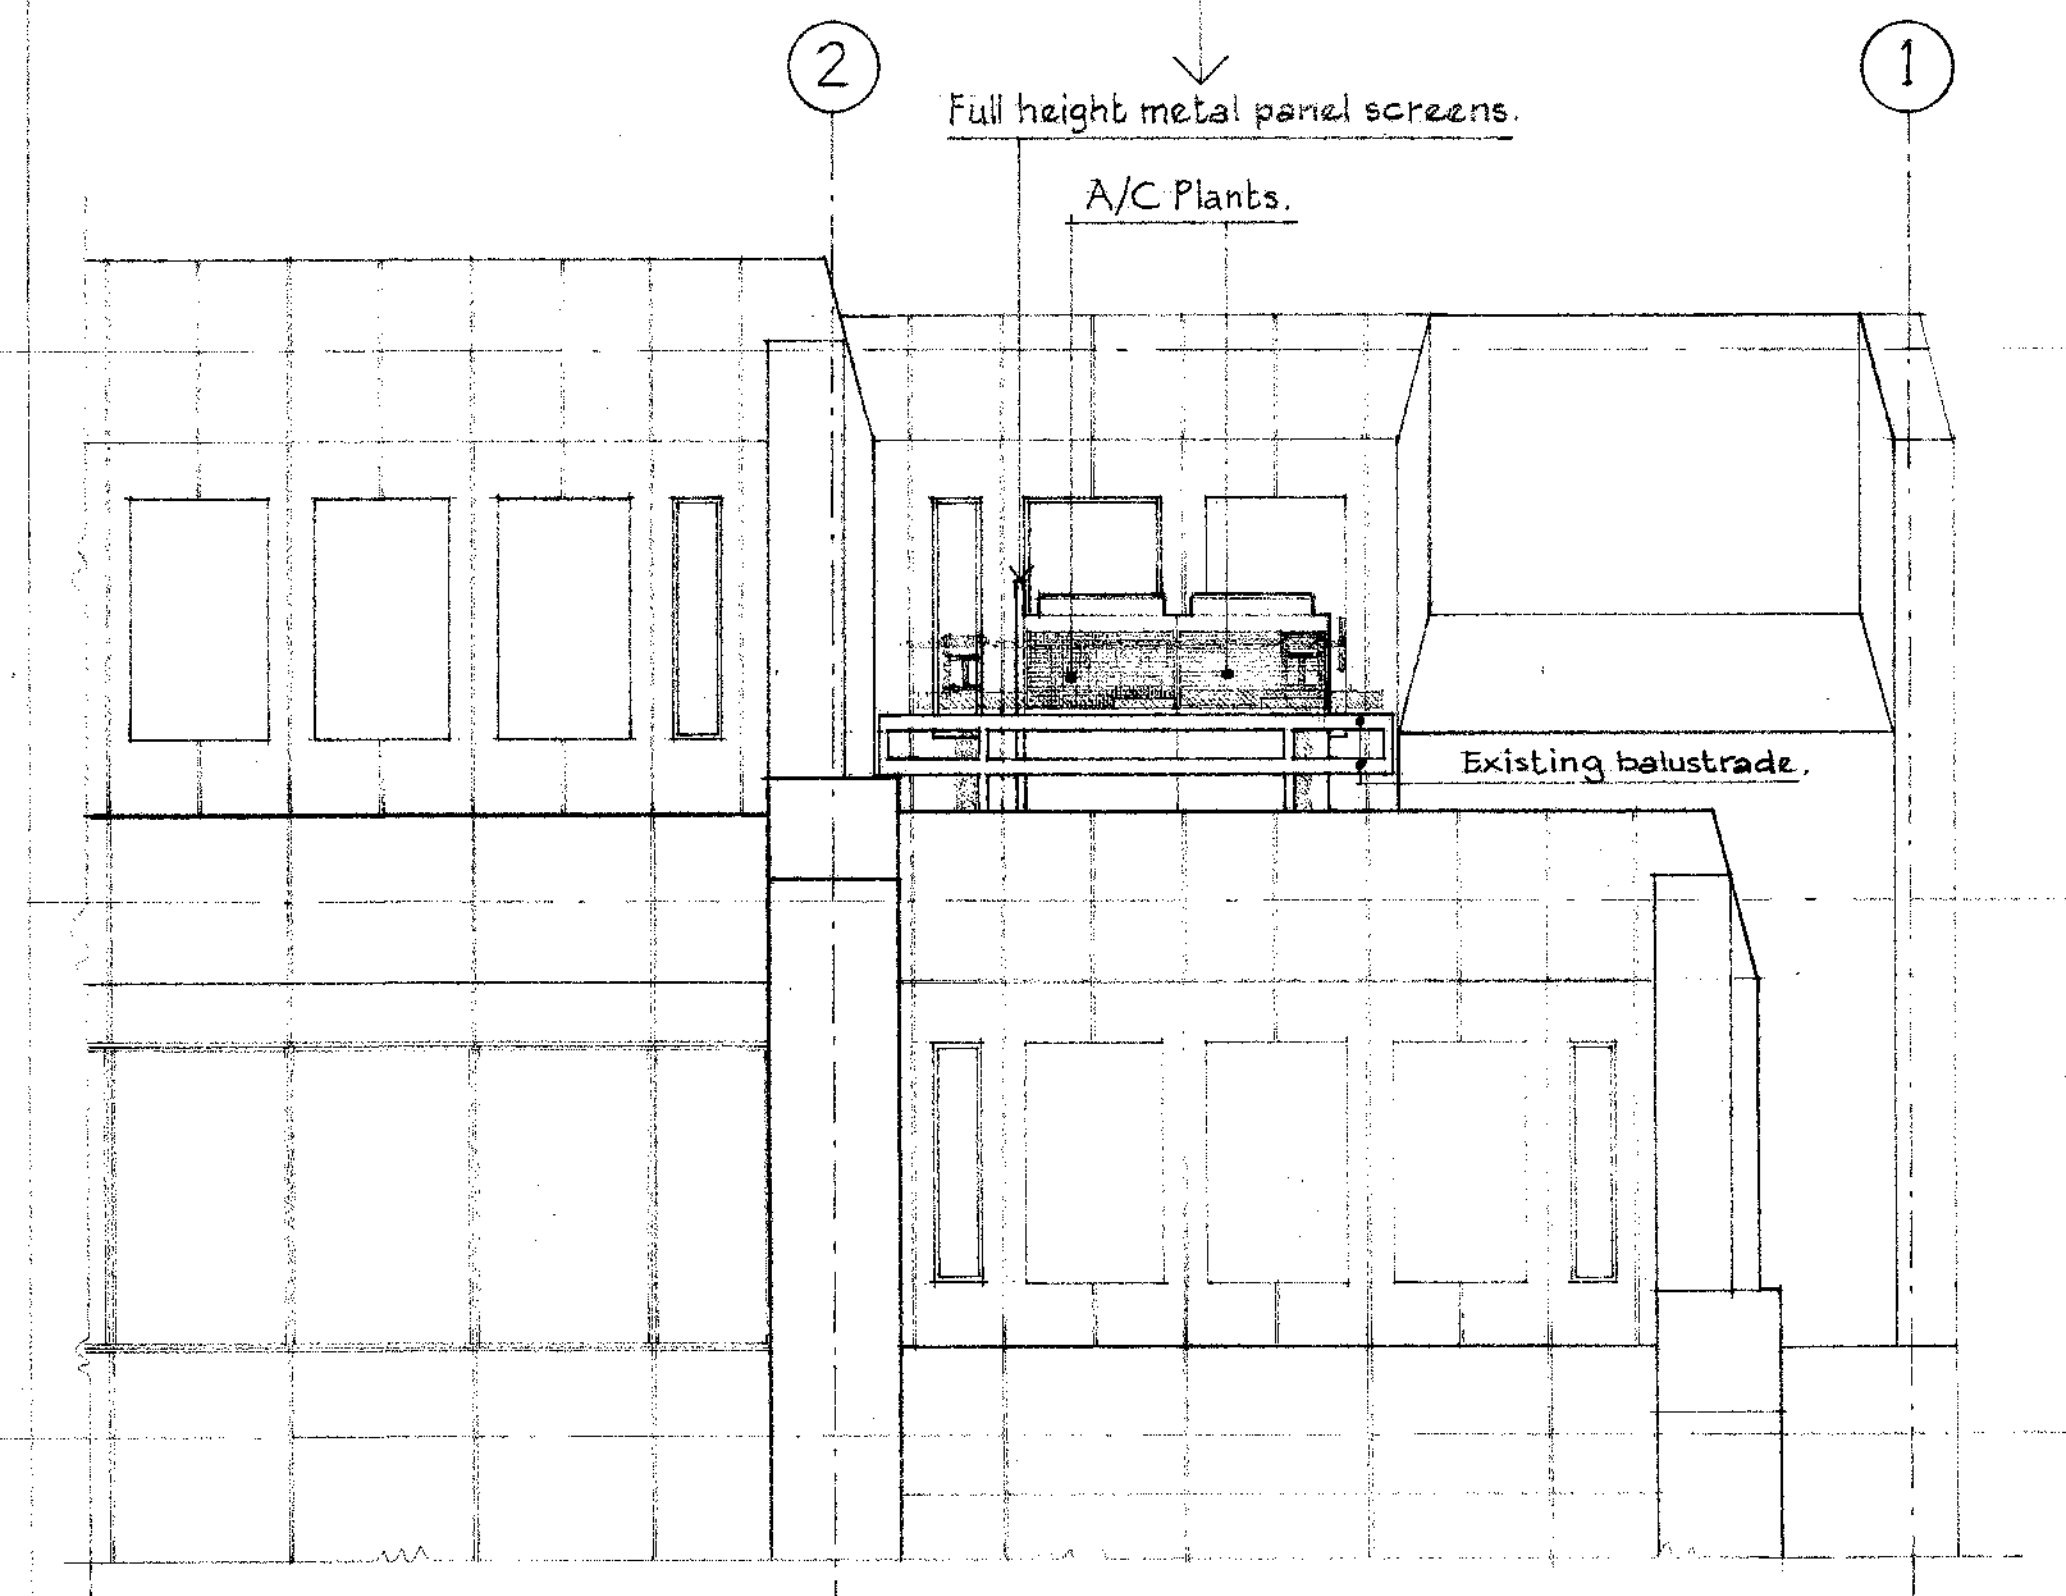 2
1
Full height metal panel screens.
A/C Plants.
Existing balustrade.